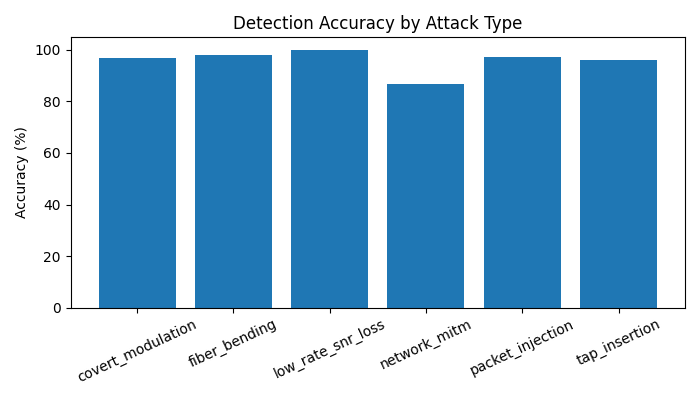 Detection Accuracy by Attack Type
Accuracy (%)
100
80
60
40
20
0
covert_modulation
fiber_bending
low_rate_snr_loss
network_mitm
packet_injection
tap_insertion